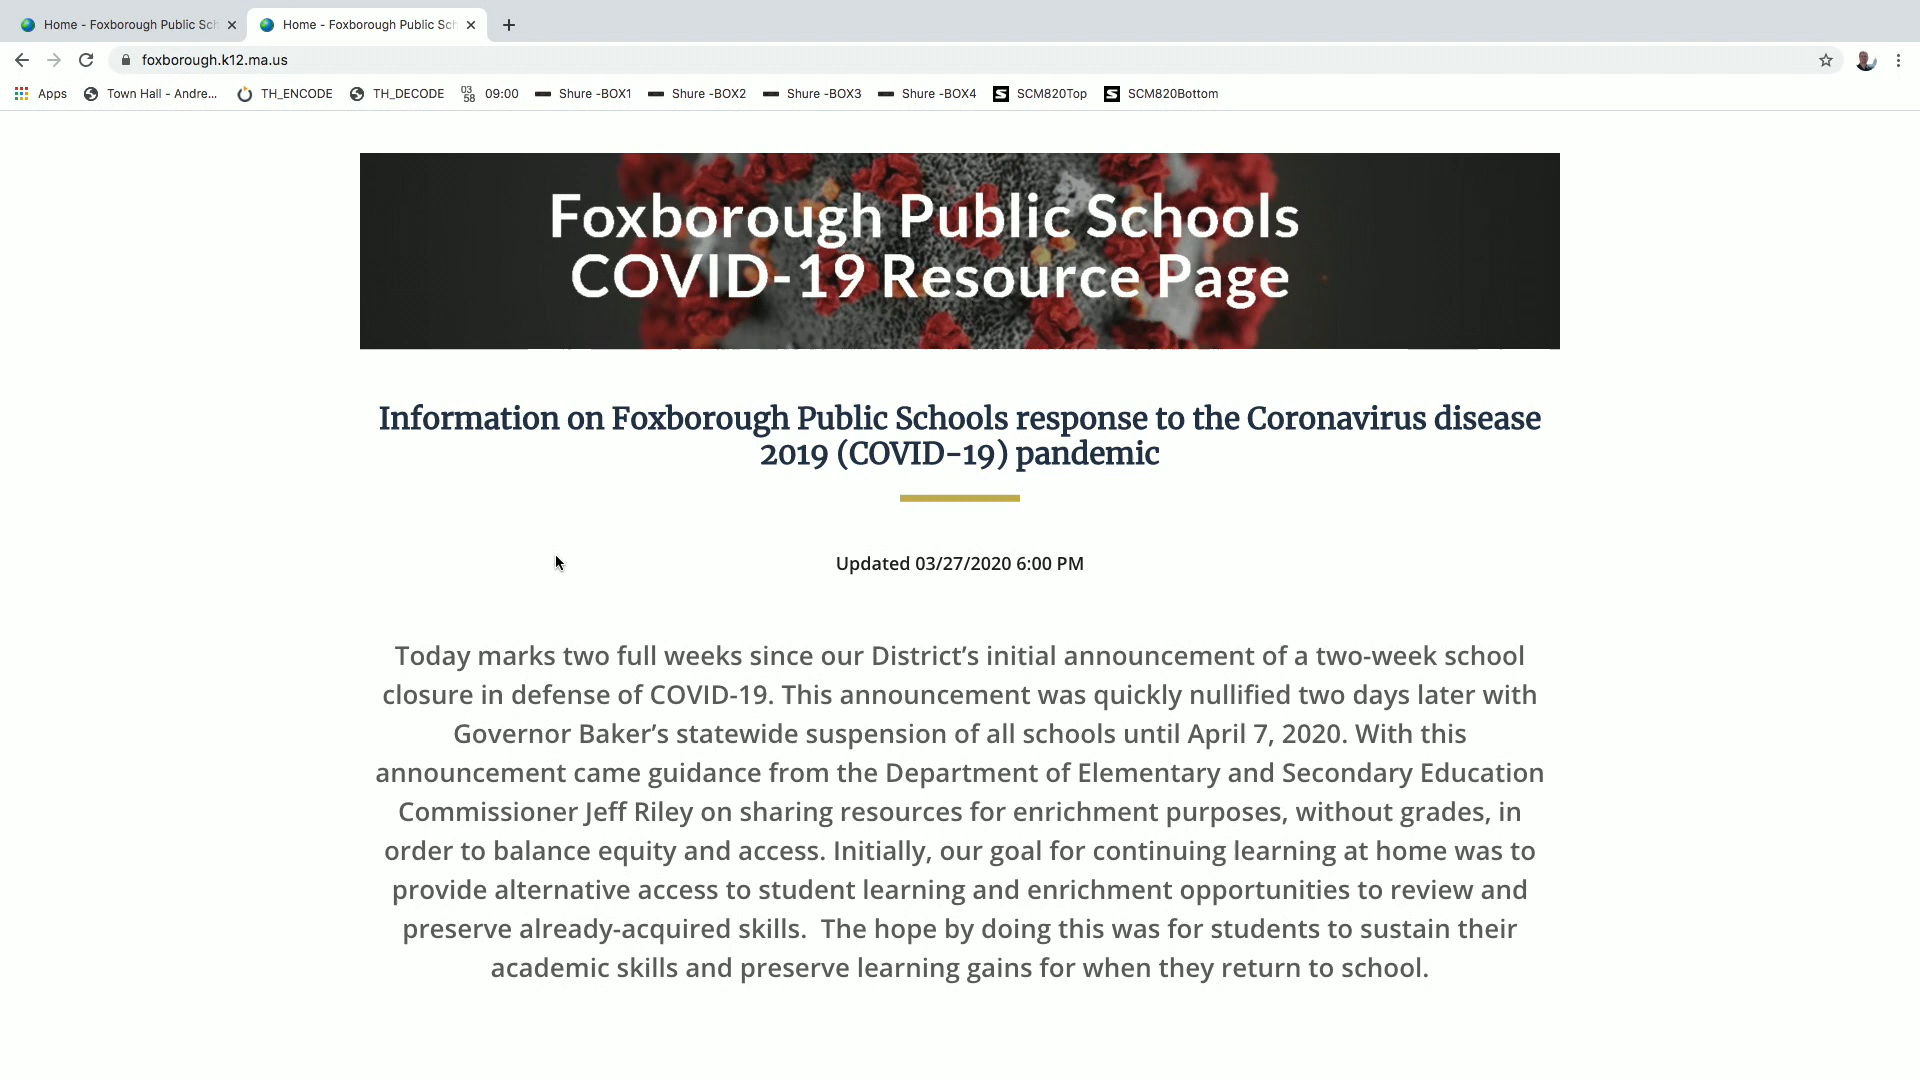 Home - Foxborough Public Sch
Home - Foxborough Public Sch
foxborough.k12.ma.us
Apps
Town Hall - Andre...
TH_ENCODE
TH_DECODE
03
58
09:00
Shure -BOX1
Shure -BOX2
Shure -BOX3
Shure -BOX4
SCM820Top
SCM820Bottom
Foxborough Public Schools
COVID-19 Resource Page
Information on Foxborough Public Schools response to the Coronavirus disease
2019 (COVID-19) pandemic
Updated 03/27/2020 6:00 PM
Today marks two full weeks since our District’s initial announcement of a two-week school
closure in defense of COVID-19. This announcement was quickly nullified two days later with
Governor Baker’s statewide suspension of all schools until April 7, 2020. With this
announcement came guidance from the Department of Elementary and Secondary Education
Commissioner Jeff Riley on sharing resources for enrichment purposes, without grades, in
order to balance equity and access. Initially, our goal for continuing learning at home was to
provide alternative access to student learning and enrichment opportunities to review and
preserve already-acquired skills.  The hope by doing this was for students to sustain their
academic skills and preserve learning gains for when they return to school.